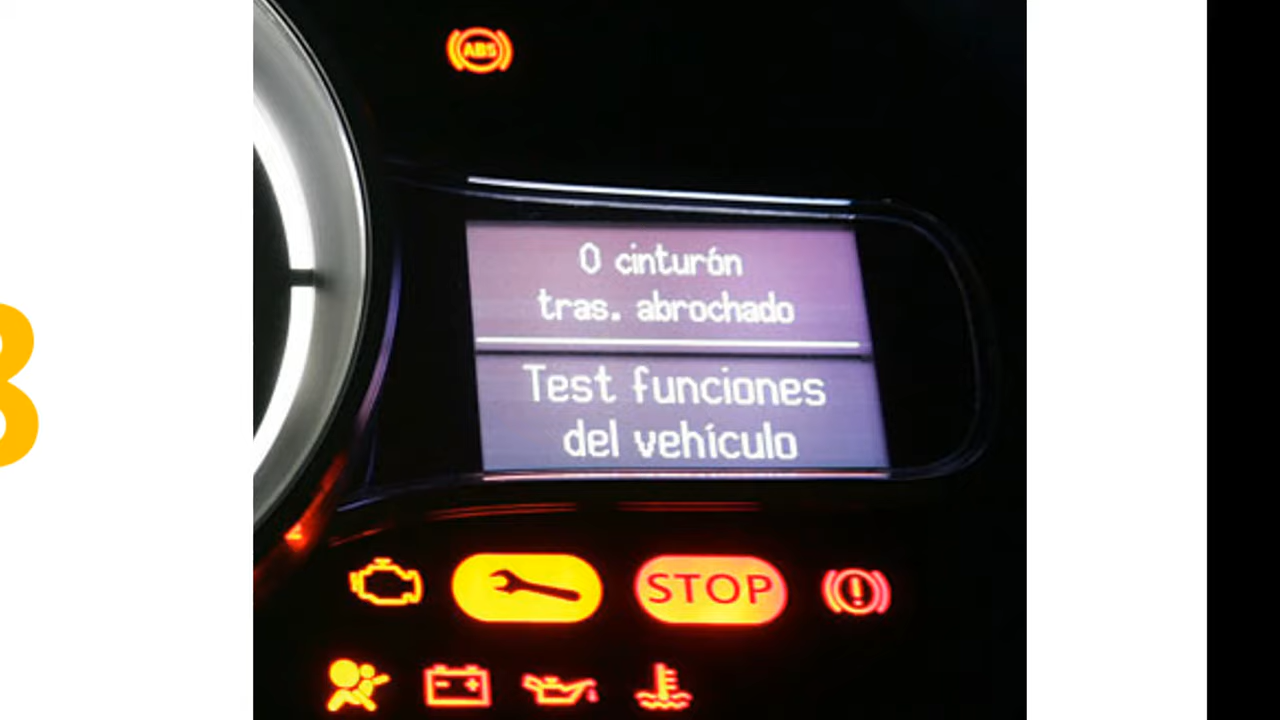 ABS
0 cinturón
tras. abrochado
Test funciones
del vehículo
STOP